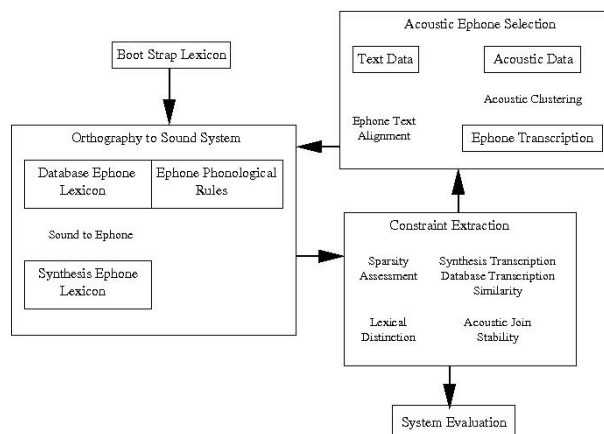 Acoustic Ephone Selection
Boot Strap Lexicon
Text Data
Acoustic Data
Acoustic Clustering
Ephone Text
Alignment
Ephone Transcription
Orthography to Sound System
Database Ephone
Lexicon
Ephone Phonological
Rules
Sound to Ephone
Synthesis Ephone
Lexicon
Constraint Extraction
Sparsity
Assessment
Synthesis Transcription
Database Transcription
Similarity
Lexical
Distinction
Acoustic Join
Stability
System Evaluation